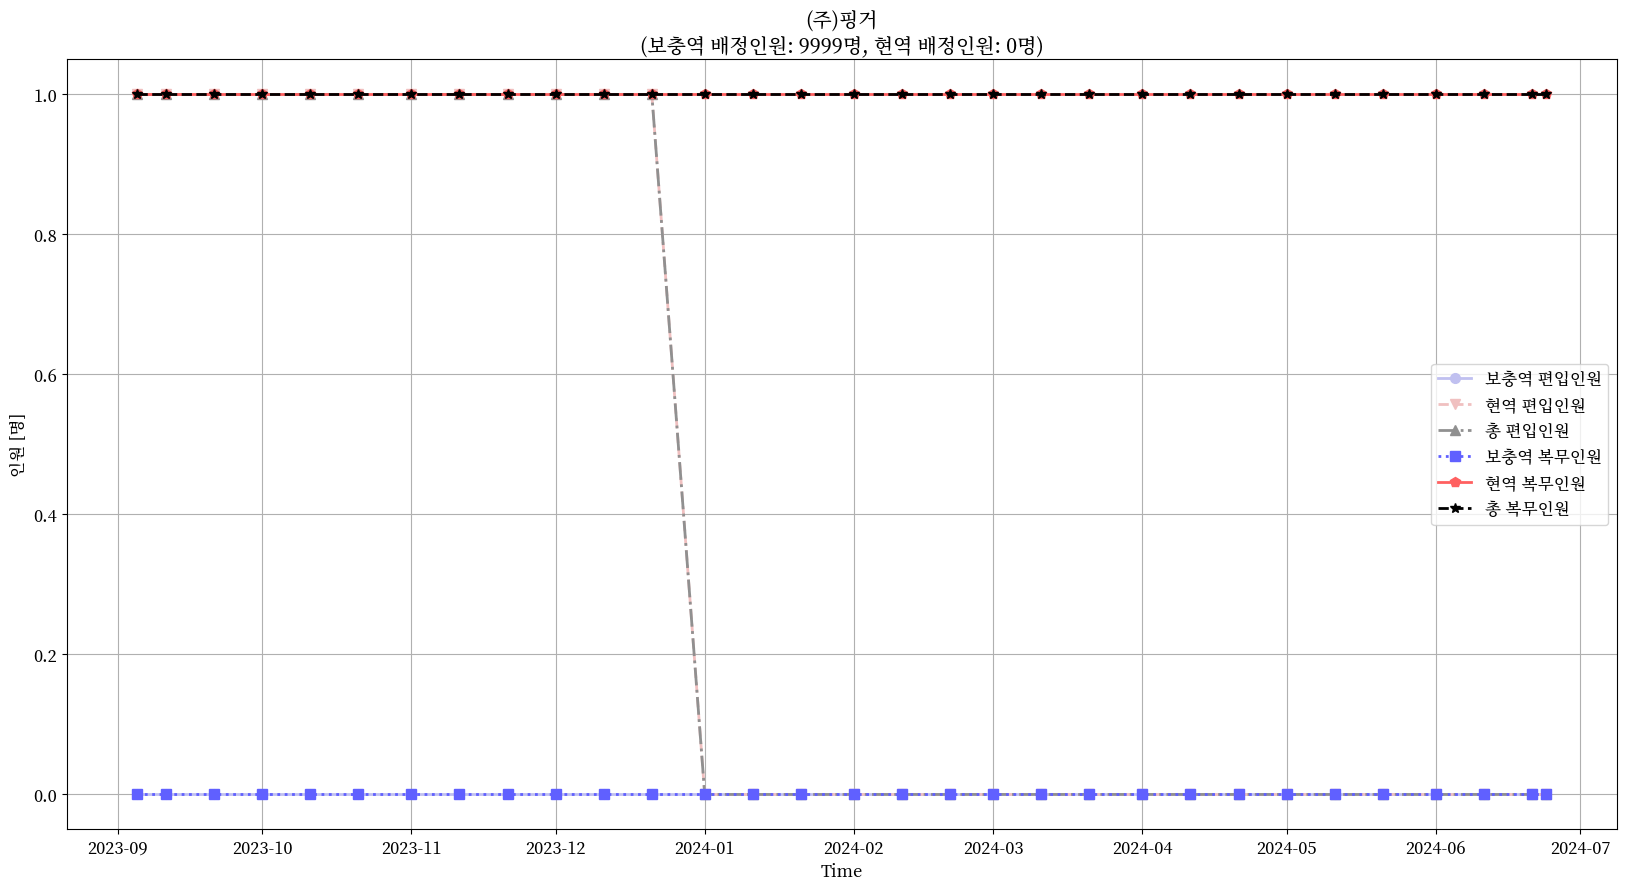 (주)핑거
(보충역 배정인원: 9999명, 현역 배정인원: 0명)
인원 [명]
1.0
0.8
0.6
0.4
0.2
0.0
보충역 편입인원
현역 편입인원
총 편입인원
보충역 복무인원
현역 복무인원
총 복무인원
2023-09 2023-10 2023-11 2023-12 2024-01 2024-02 2024-03 2024-04 2024-05 2024-06 2024-07
Time